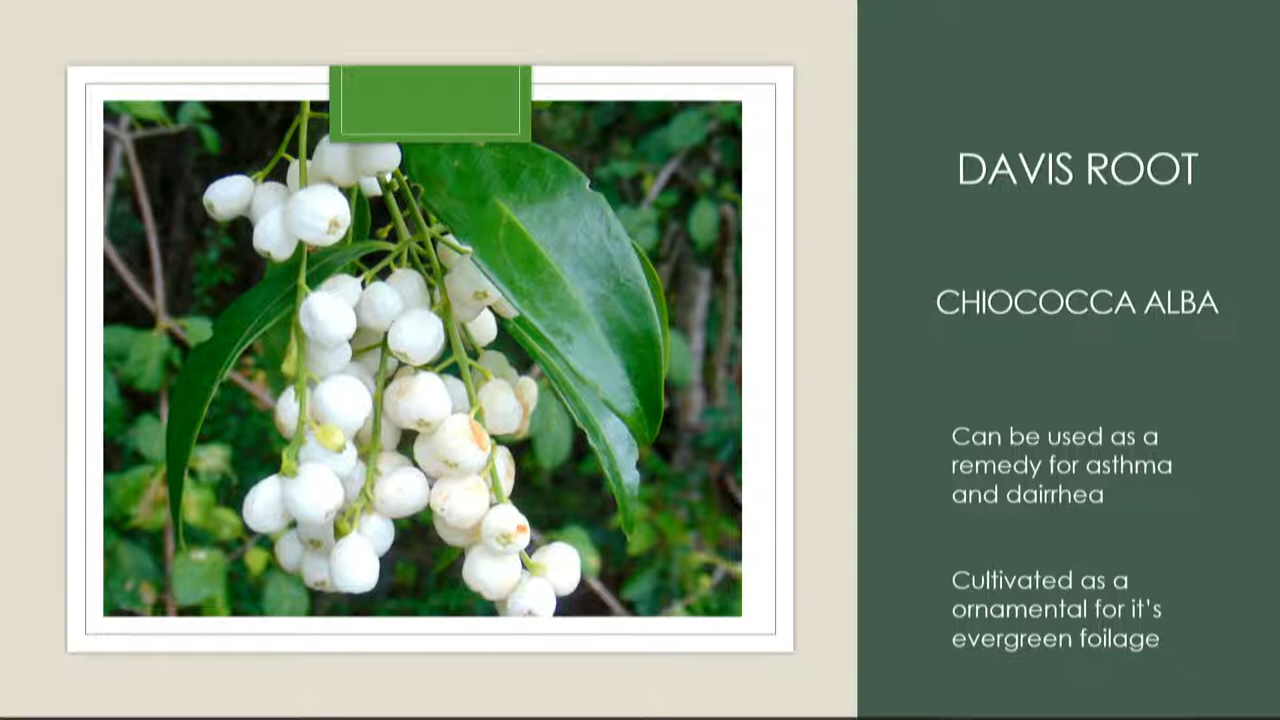 DAVIS ROOT
CHIOCOCCA ALBA
Can be used as a
remedy for asthma
and dairrhea
Cultivated as a
ornamental for it's
evergreen foilage